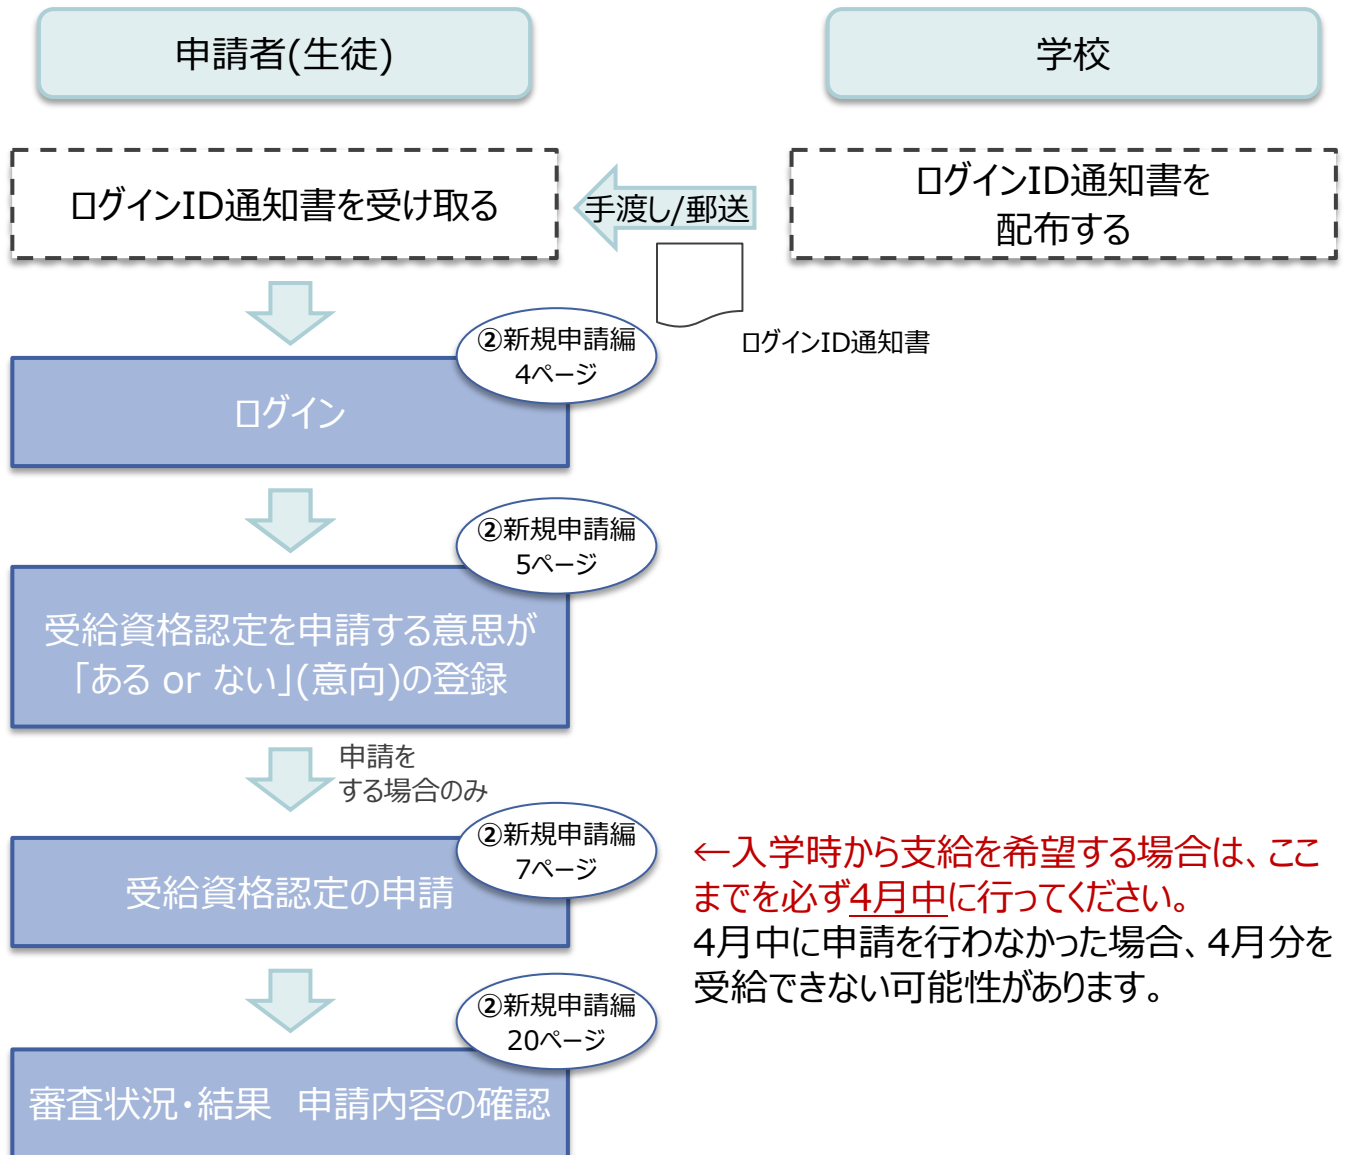 申請者(生徒)
学校
ログインID通知書を受け取る
手渡し/郵送
ログインID通知書を
配布する
ログインID通知書
②新規申請編
4ページ
ログイン
②新規申請編
5ページ
受給資格認定を申請する意思が
「ある or ない」(意向)の登録
申請を
する場合のみ
②新規申請編
7ページ
受給資格認定の申請
←入学時から支給を希望する場合は、ここ
までを必ず4月中に行ってください。
4月中に申請を行わなかった場合、4月分を
受給できない可能性があります。
②新規申請編
20ページ
審査状況・結果　申請内容の確認